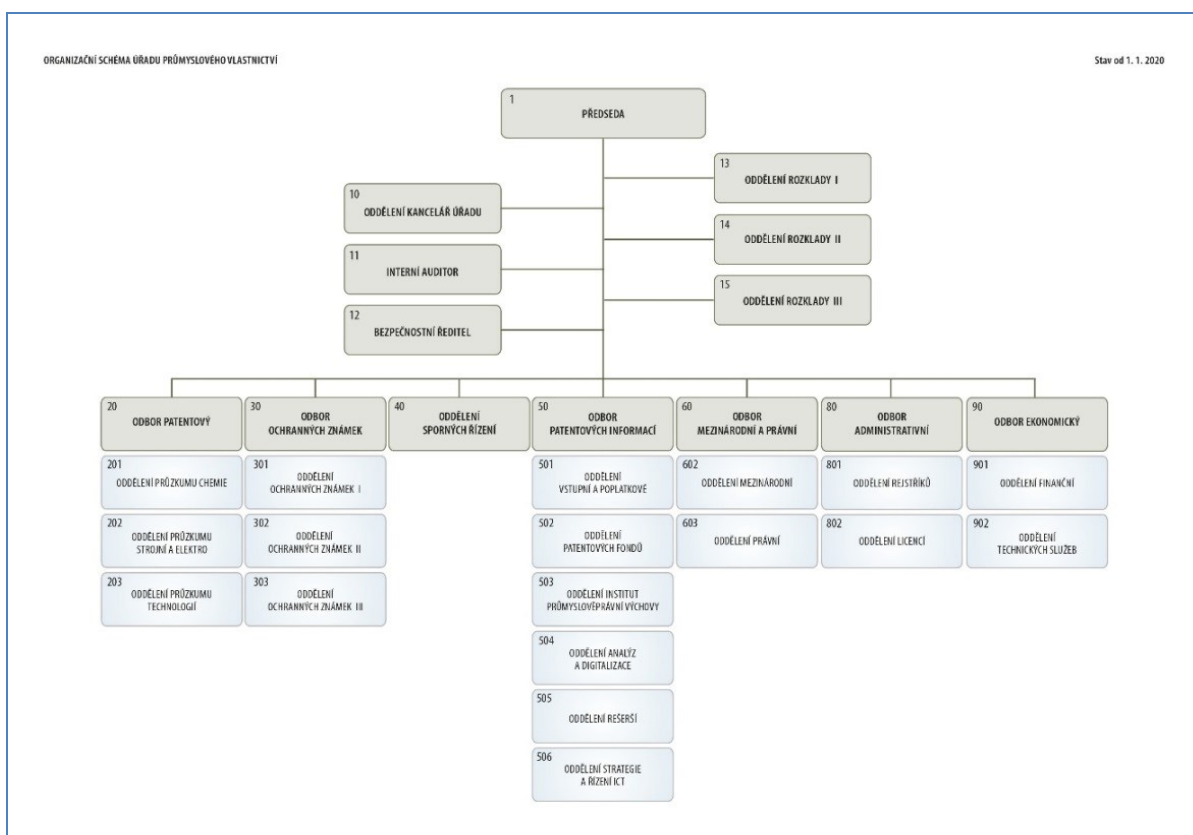 ORGANIZAČNÍ SCHÉMA ÚŘADU PRŮMYSLOVÉHO VLASTNICTVÍ
Stav od 1. 1. 2020
1
PŘEDSEDA
13
ODDĚLENÍ ROZKLADY I
10
ODDĚLENÍ KANCELÁŘ ÚŘADU
14
ODDĚLENÍ ROZKLADY II
11
INTERNÍ AUDITOR
15
ODDĚLENÍ ROZKLADY III
12
BEZPEČNOSTNÍ ŘEDITEL
20
ODBOR PATENTOVÝ
30
ODBOR
OCHRANNÝCH ZNÁMEK
40
ODDĚLENÍ
SPORNÝCH ŘÍZENÍ
50
ODBOR
PATENTOVÝCH INFORMACÍ
60
ODBOR
MEZINÁRODNÍ A PRÁVNÍ
80
ODBOR
ADMINISTRATIVNÍ
90
ODBOR EKONOMICKÝ
201
ODDĚLENÍ PRŮZKUMU CHEMIE
202
ODDĚLENÍ PRŮZKUMU
STROJNÍ A ELEKTRO
203
ODDĚLENÍ PRŮZKUMU
TECHNOLOGIÍ
301
ODDĚLENÍ
OCHRANNÝCH ZNÁMEK I
302
ODDĚLENÍ
OCHRANNÝCH ZNÁMEK II
303
ODDĚLENÍ
OCHRANNÝCH ZNÁMEK III
501
ODDĚLENÍ
VSTUPNÍ A POPLATKOVÉ
502
ODDĚLENÍ
PATENTOVÝCH FONDŮ
503
ODDĚLENÍ INSTITUT
PRŮMYSLOVĚPRÁVNÍ VÝCHOVY
504
ODDĚLENÍ ANALÝZ
A DIGITALIZACE
505
ODDĚLENÍ REŠERŠÍ
506
ODDĚLENÍ STRATEGIE
A ŘÍZENÍ ICT
602
ODDĚLENÍ MEZINÁRODNÍ
603
ODDĚLENÍ PRÁVNÍ
801
ODDĚLENÍ REJSTŘÍKŮ
802
ODDĚLENÍ LICENCÍ
901
ODDĚLENÍ FINANČNÍ
902
ODDĚLENÍ
TECHNICKÝCH SLUŽEB